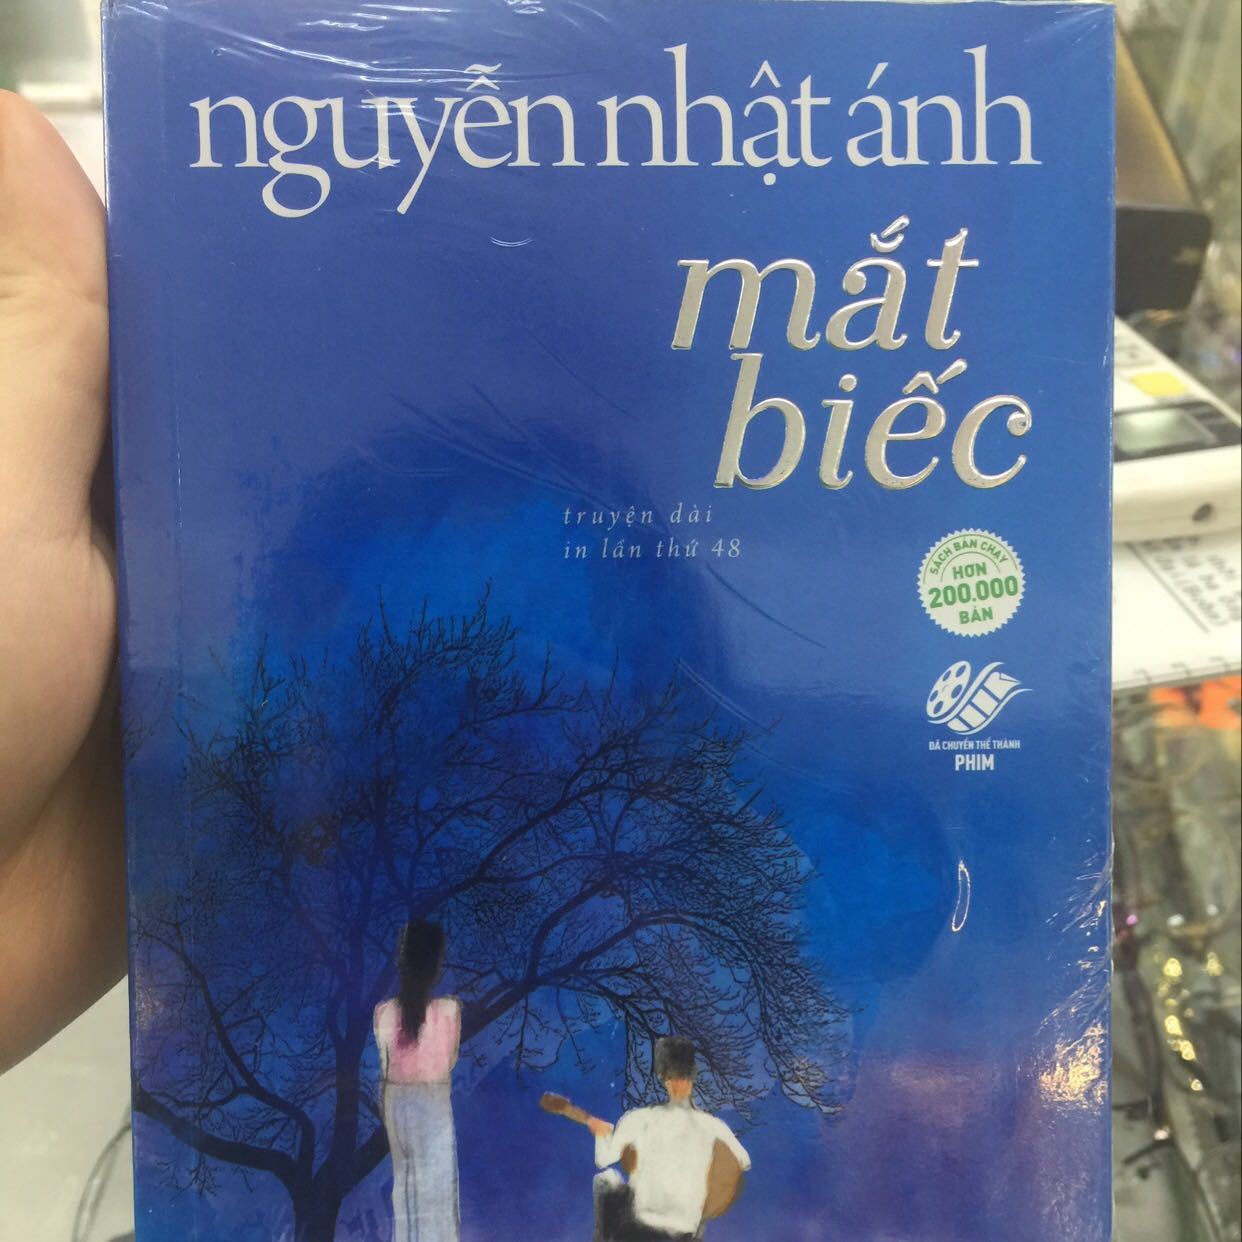 nguyễn nhật ánh
mắt
biếc
truyện dài
in lần thứ 48
SÁCH BÁN CHẠY
HƠN
200.000
BẢN
ĐÃ CHUYỂN THỂ THÀNH
PHIM